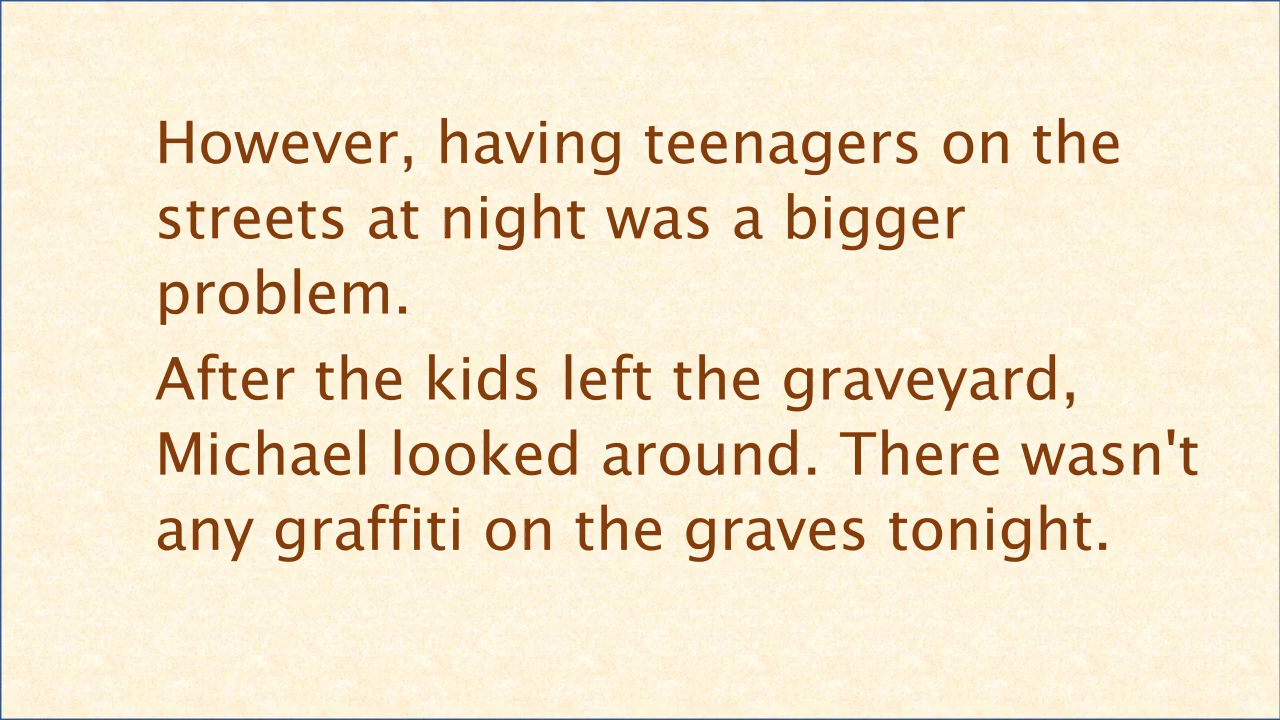 However, having teenagers on the
streets at night was a bigger
problem.
After the kids left the graveyard,
Michael looked around. There wasn't
any graffiti on the graves tonight.